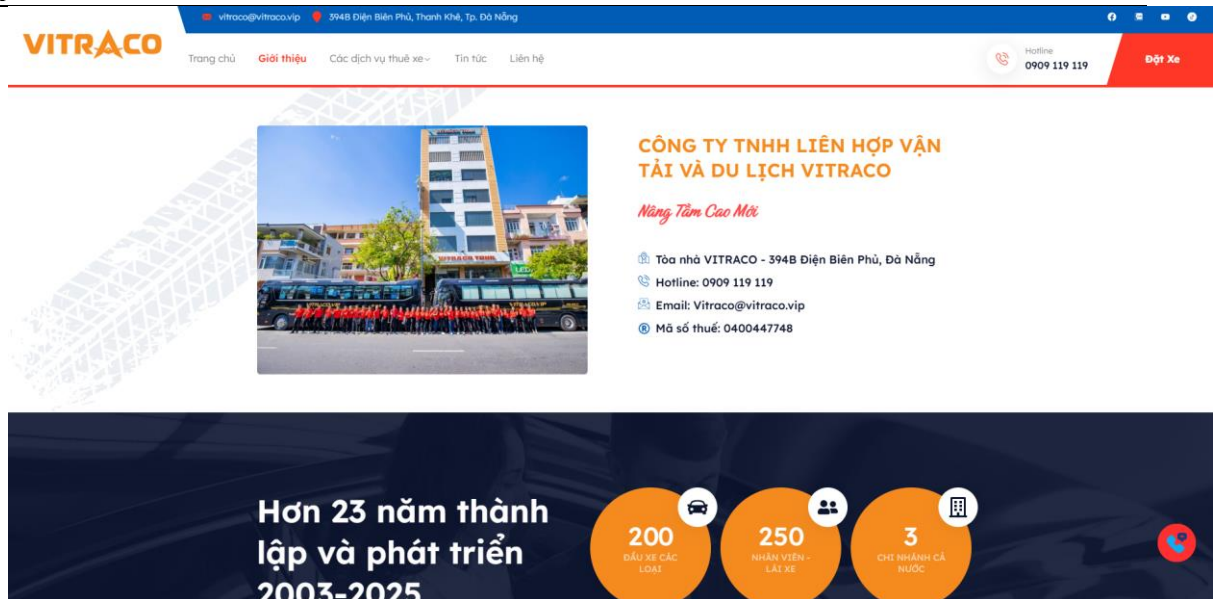 vitraco@vitraco.vip 394B Điện Biên Phủ, Thanh Khê, Tp. Đà Nẵng
VITRACO
Trang chủ Giới thiệu Các dịch vụ thuê xe Tin tức Liên hệ
Hotline
0909 119 119
Đặt Xe
CÔNG TY TNHH LIÊN HỢP VẬN
TẢI VÀ DU LỊCH VITRACO
Nâng Tầm Cao Mới
Tòa nhà VITRACO - 394B Điện Biên Phủ, Đà Nẵng
Hotline: 0909 119 119
Email: Vitraco@vitraco.vip
Mã số thuế: 0400447748
Hơn 23 năm thành
lập và phát triển
2003-2025
200
ĐẦU XE CÁC
LOẠI
250
NHÂN VIÊN -
LÁI XE
3
CHI NHÁNH CẢ
NƯỚC